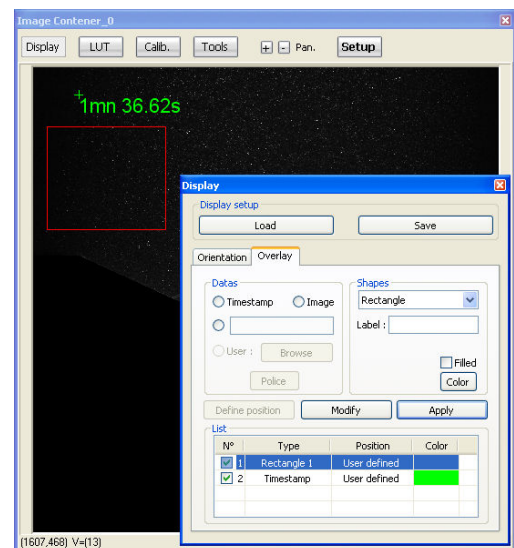 Image Contener_0
Display LUT Calib. Tools + - Pan. Setup
1mn 36.62s
Display
Display setup
Load Save
Orientation Overlay
Datas Shapes
Timestamp Image Rectangle
Label :
User : Browse
Filled
Police Color
Define position Modify Apply
List
N° Type Position Color
1 Rectangle 1 User defined
2 Timestamp User defined
(1607,468) V=(13)